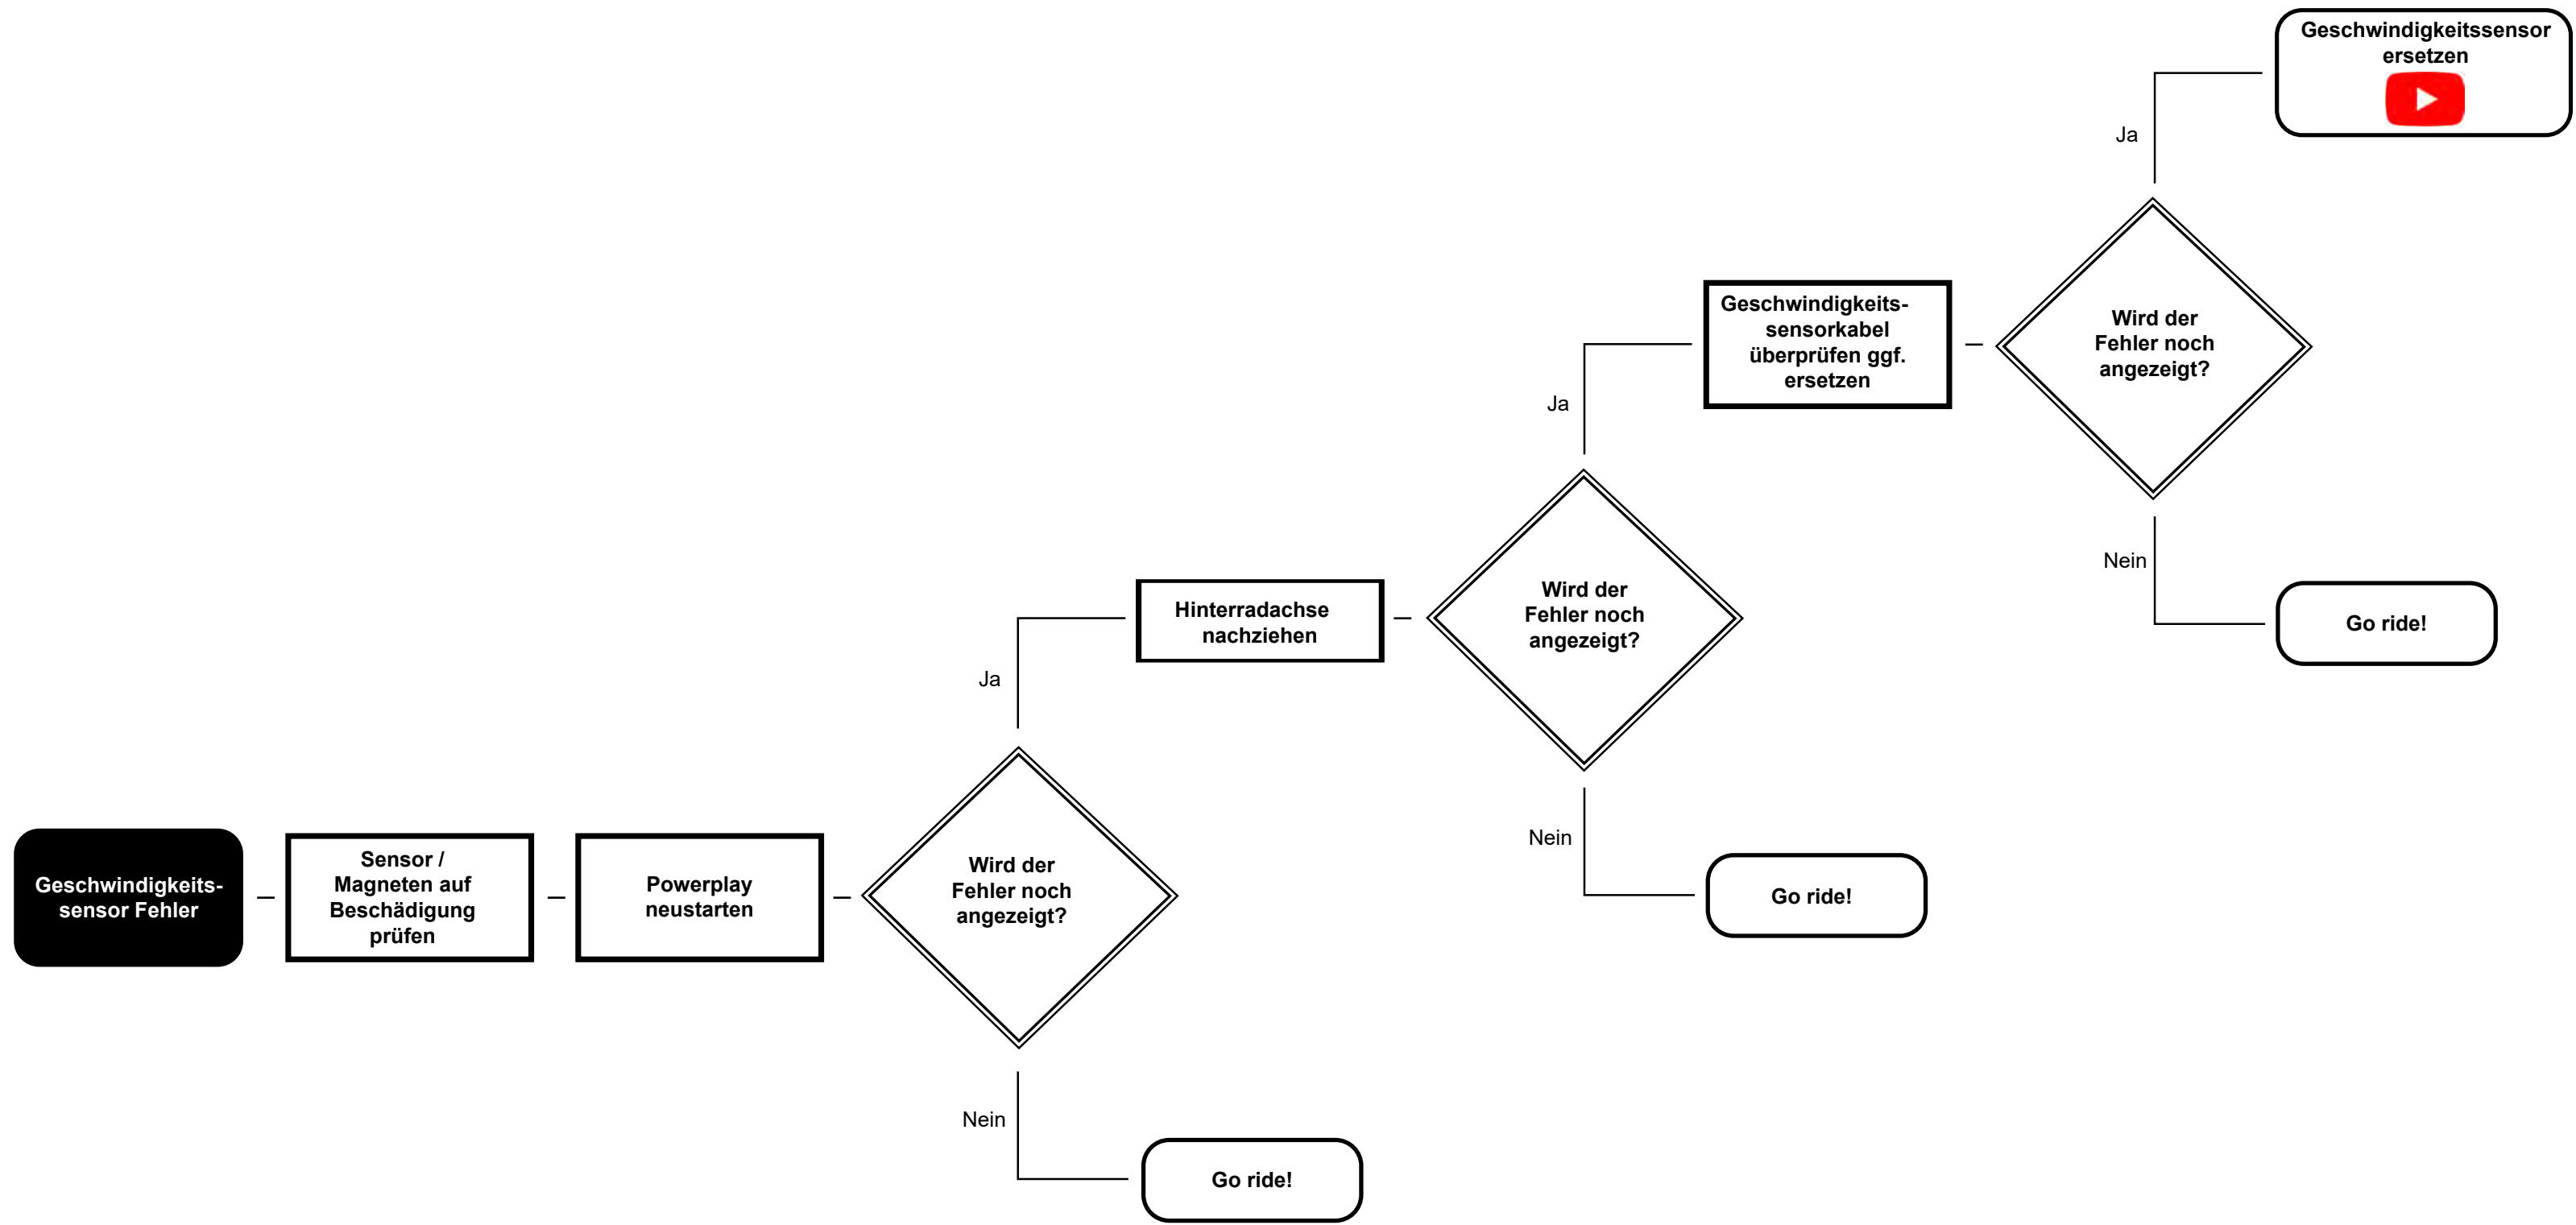 Geschwindigkeitssensor
ersetzen
Ja
Geschwindigkeits-
sensorkabel
überprüfen ggf.
ersetzen
Wird der
Fehler noch
angezeigt?
Ja
Nein
Hinterradachse
nachziehen
Wird der
Fehler noch
angezeigt?
Go ride!
Ja
Nein
Geschwindigkeits-
sensor Fehler
Sensor /
Magneten auf
Beschädigung
prüfen
Powerplay
neustarten
Wird der
Fehler noch
angezeigt?
Go ride!
Nein
Go ride!